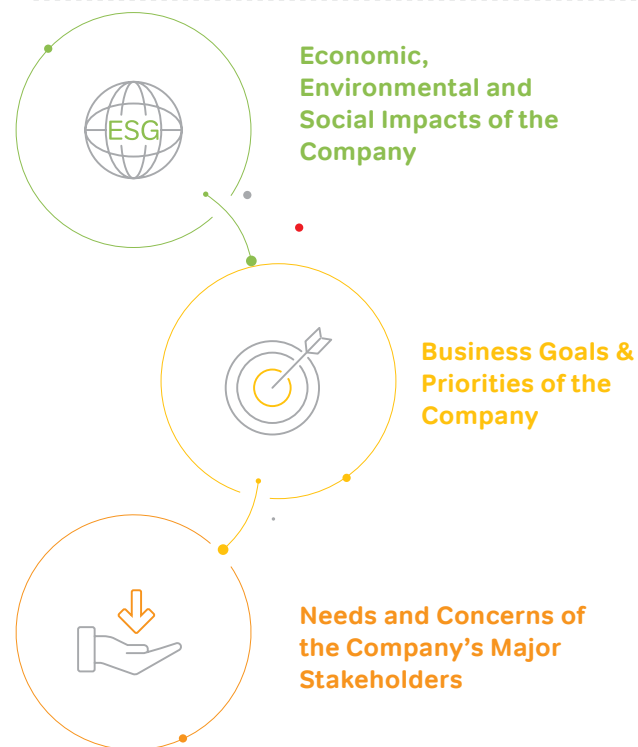 ESG
Economic,
Environmental and
Social Impacts of the
Company
Business Goals &
Priorities of the
Company
Needs and Concerns of
the Company’s Major
Stakeholders